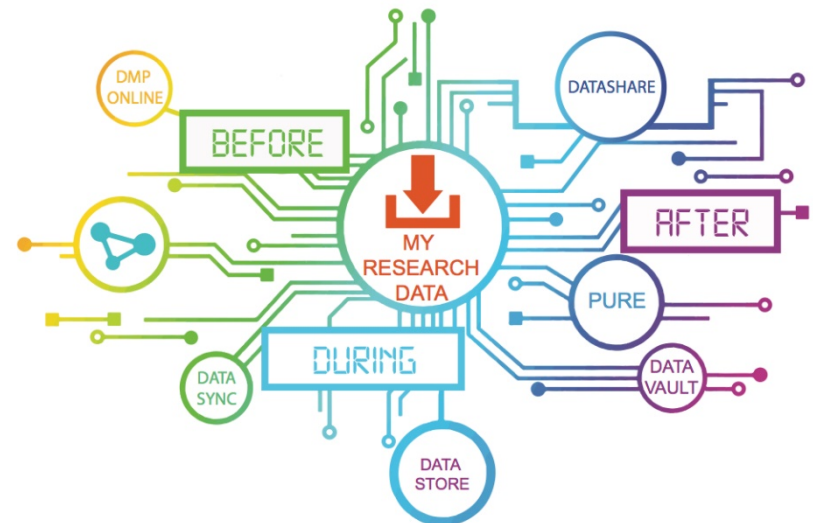 DMP
ONLINE
BEFORE
DATASHARE
AFTER
MY
RESEARCH
DATA
PURE
DURING
DATA
SYNC
DATA
VAULT
DATA
STORE